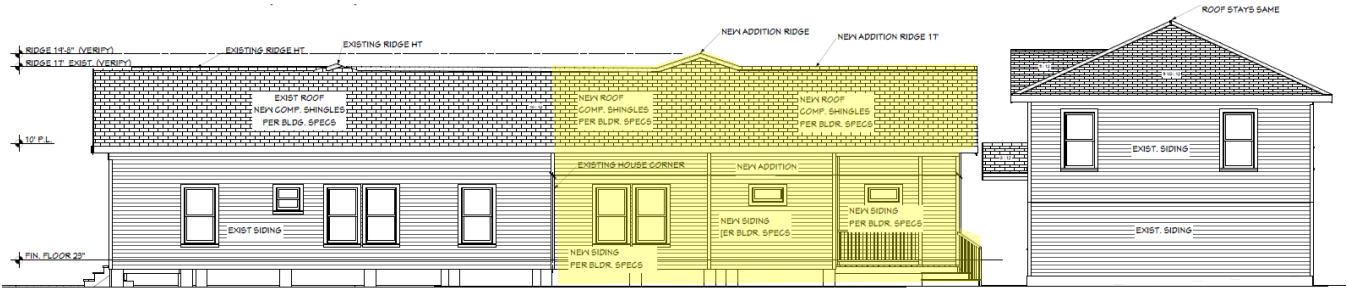 ROOF STAYS SAME
NEW ADDITION RIDGE
NEW ADDITION RIDGE 17'
EXISTING RIDGE HT
EXISTING RIDGE HT
RIDGE 19'-8" (VERIFY)
RIDGE 17' EXIST. (VERIFY)
EXIST ROOF
NEW COMP. SHINGLES
PER BLDG. SPECS
NEW ROOF
COMP. SHINGLES
PER BLDR. SPECS
NEW ROOF
COMP. SHINGLES
PER BLDR. SPECS
10' P.L.
EXISTING HOUSE CORNER
NEW ADDITION
EXIST. SIDING
EXIST SIDING
NEW SIDING
[ER BLDR. SPECS
NEW SIDING
PER BLDR. SPECS
EXIST. SIDING
FIN. FLOOR 23"
NEW SIDING
PER BLDR. SPECS